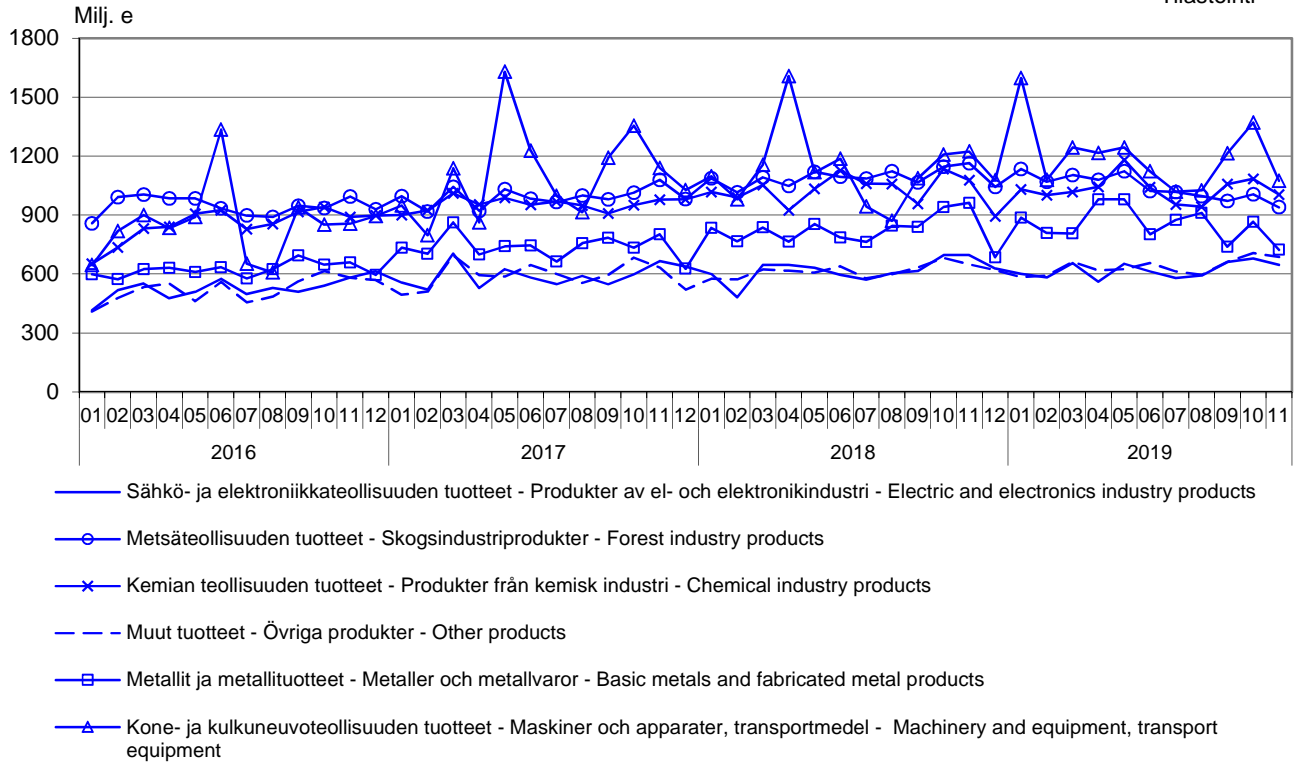 Milj. e
1800
1500
1200
900
600
300
0
01 02 03 04 05 06 07 08 09 10 11 12 01 02 03 04 05 06 07 08 09 10 11 12 01 02 03 04 05 06 07 08 09 10 11 12 01 02 03 04 05 06 07 08 09 10 11
2016 2017 2018 2019
Sähkö- ja elektroniikkateollisuuden tuotteet - Produkter av el- och elektronikindustri - Electric and electronics industry products
Metsäteollisuuden tuotteet - Skogsindustriprodukter - Forest industry products
Kemian teollisuuden tuotteet - Produkter från kemisk industri - Chemical industry products
Muut tuotteet - Övriga produkter - Other products
Metallit ja metallituotteet - Metaller och metallvaror - Basic metals and fabricated metal products
Kone- ja kulkuneuvoteollisuuden tuotteet - Maskiner och apparater, transportmedel - Machinery and equipment, transport
equipment